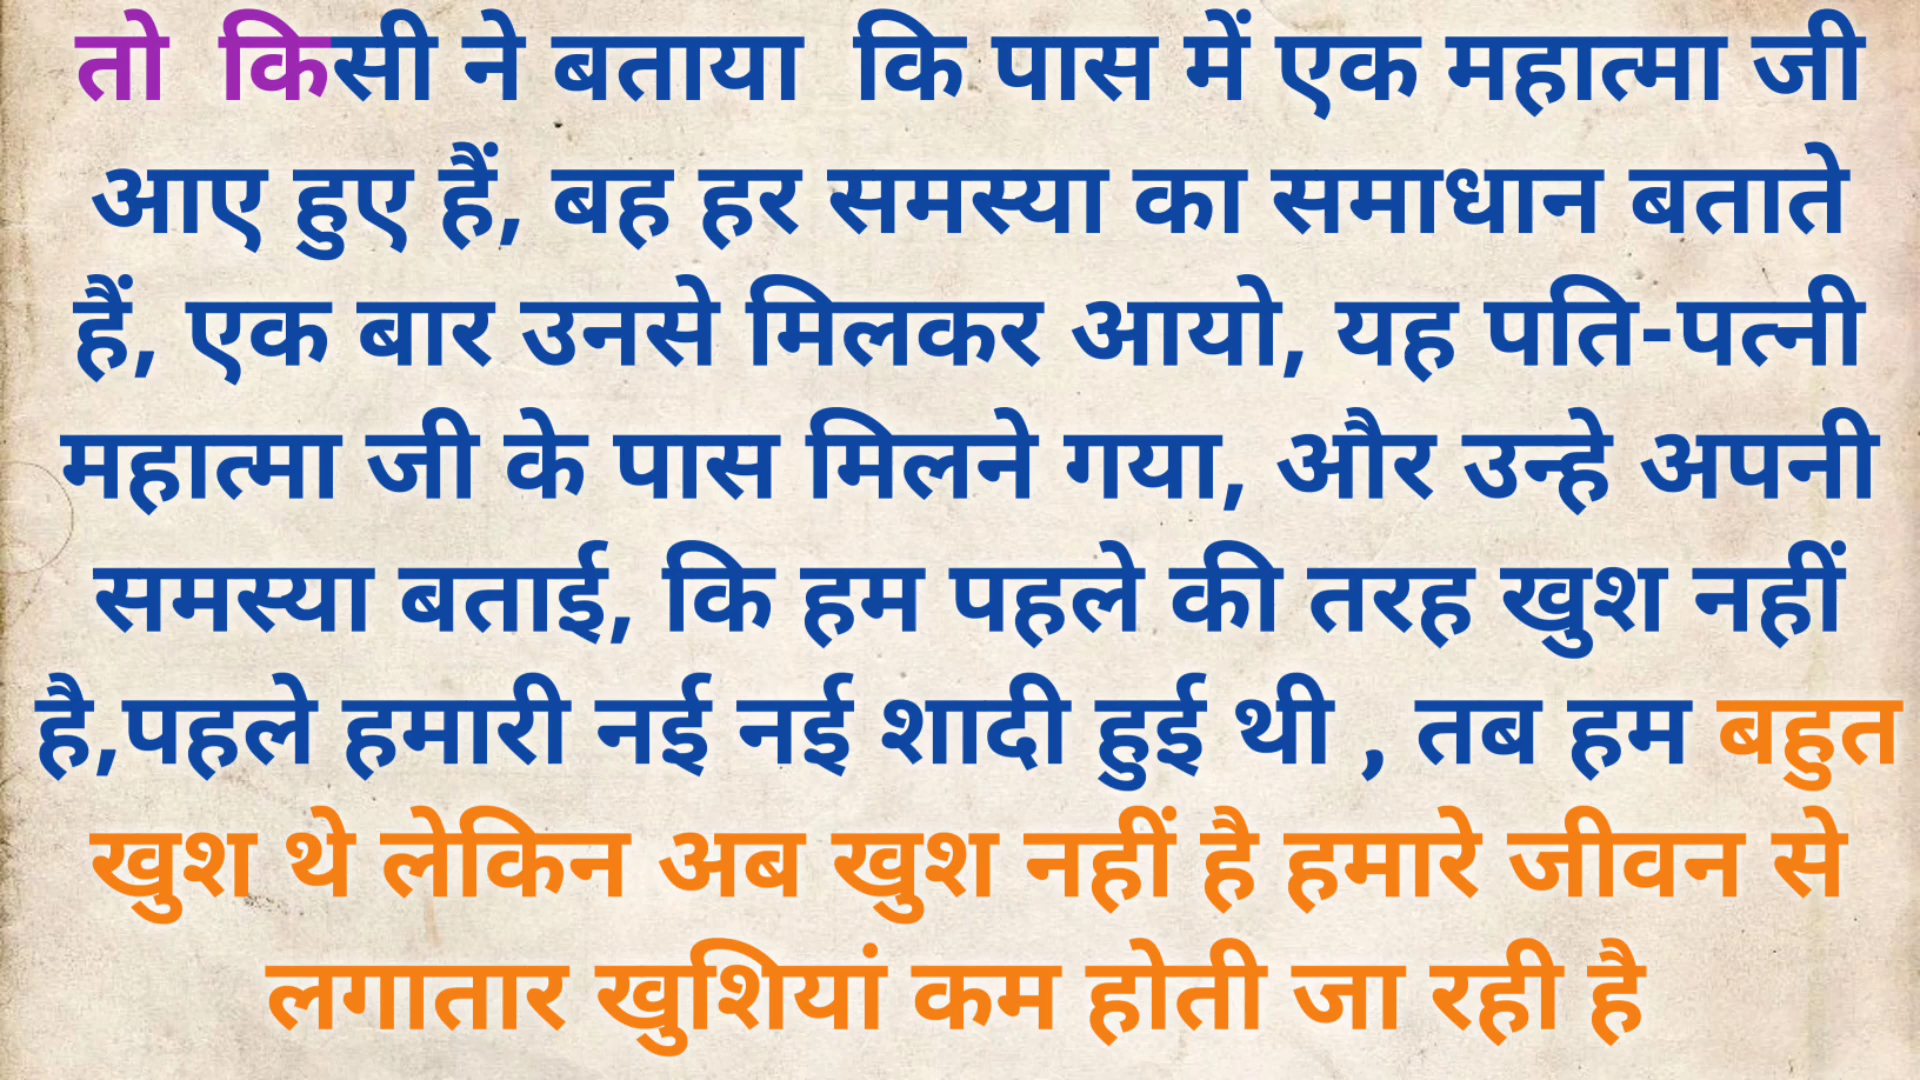 तो  किसी ने बताया  कि पास में एक महात्मा जी
आए हुए हैं, बह हर समस्या का समाधान बताते
हैं, एक बार उनसे मिलकर आयो, यह पति-पत्नी
महात्मा जी के पास मिलने गया, और उन्हे अपनी
समस्या बताई, कि हम पहले की तरह खुश नहीं
है,पहले हमारी नई नई शादी हुई थी , तब हम बहुत
खुश थे लेकिन अब खुश नहीं है हमारे जीवन से
लगातार खुशियां कम होती जा रही है